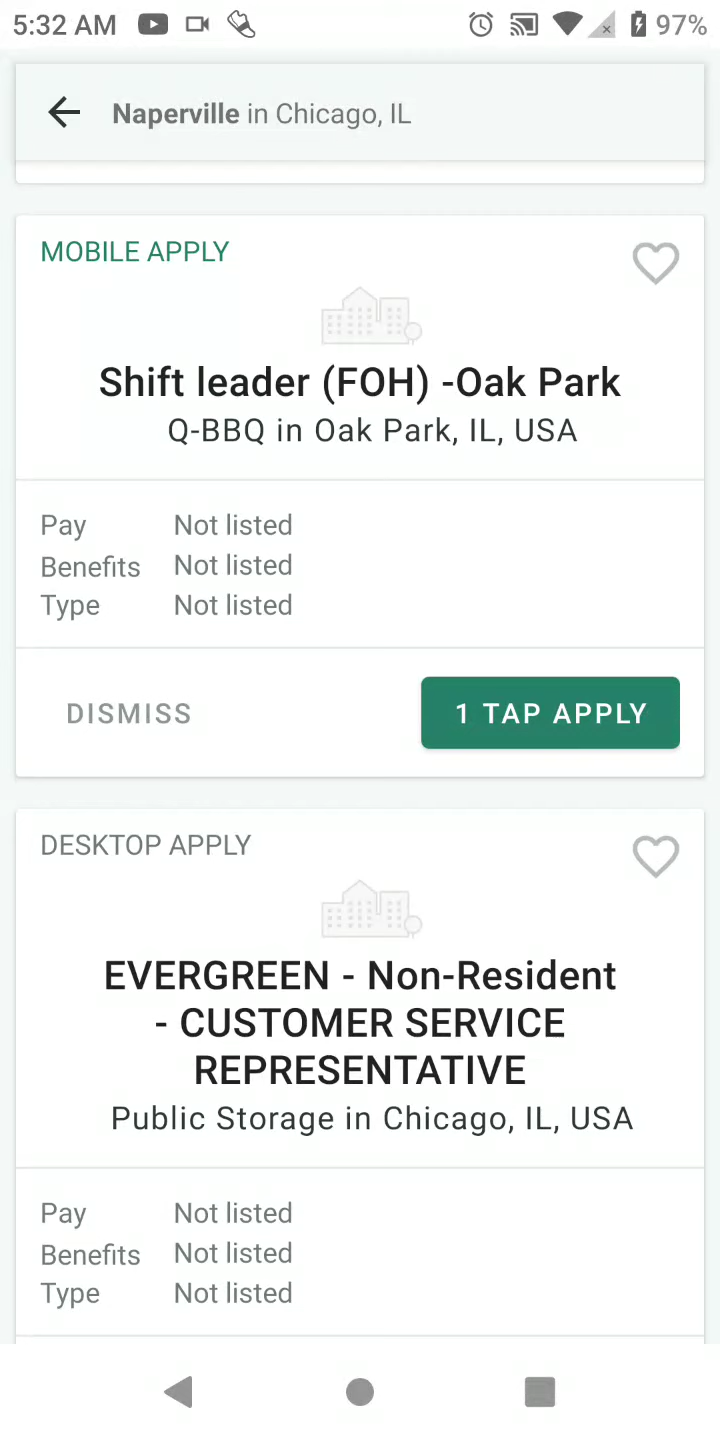 5:32 AM 97%
Naperville in Chicago, IL
MOBILE APPLY
Shift leader (FOH) -Oak Park
Q-BBQ in Oak Park, IL, USA
Pay Not listed
Benefits Not listed
Type Not listed
DISMISS 1 TAP APPLY
DESKTOP APPLY
EVERGREEN - Non-Resident
- CUSTOMER SERVICE
REPRESENTATIVE
Public Storage in Chicago, IL, USA
Pay Not listed
Benefits Not listed
Type Not listed